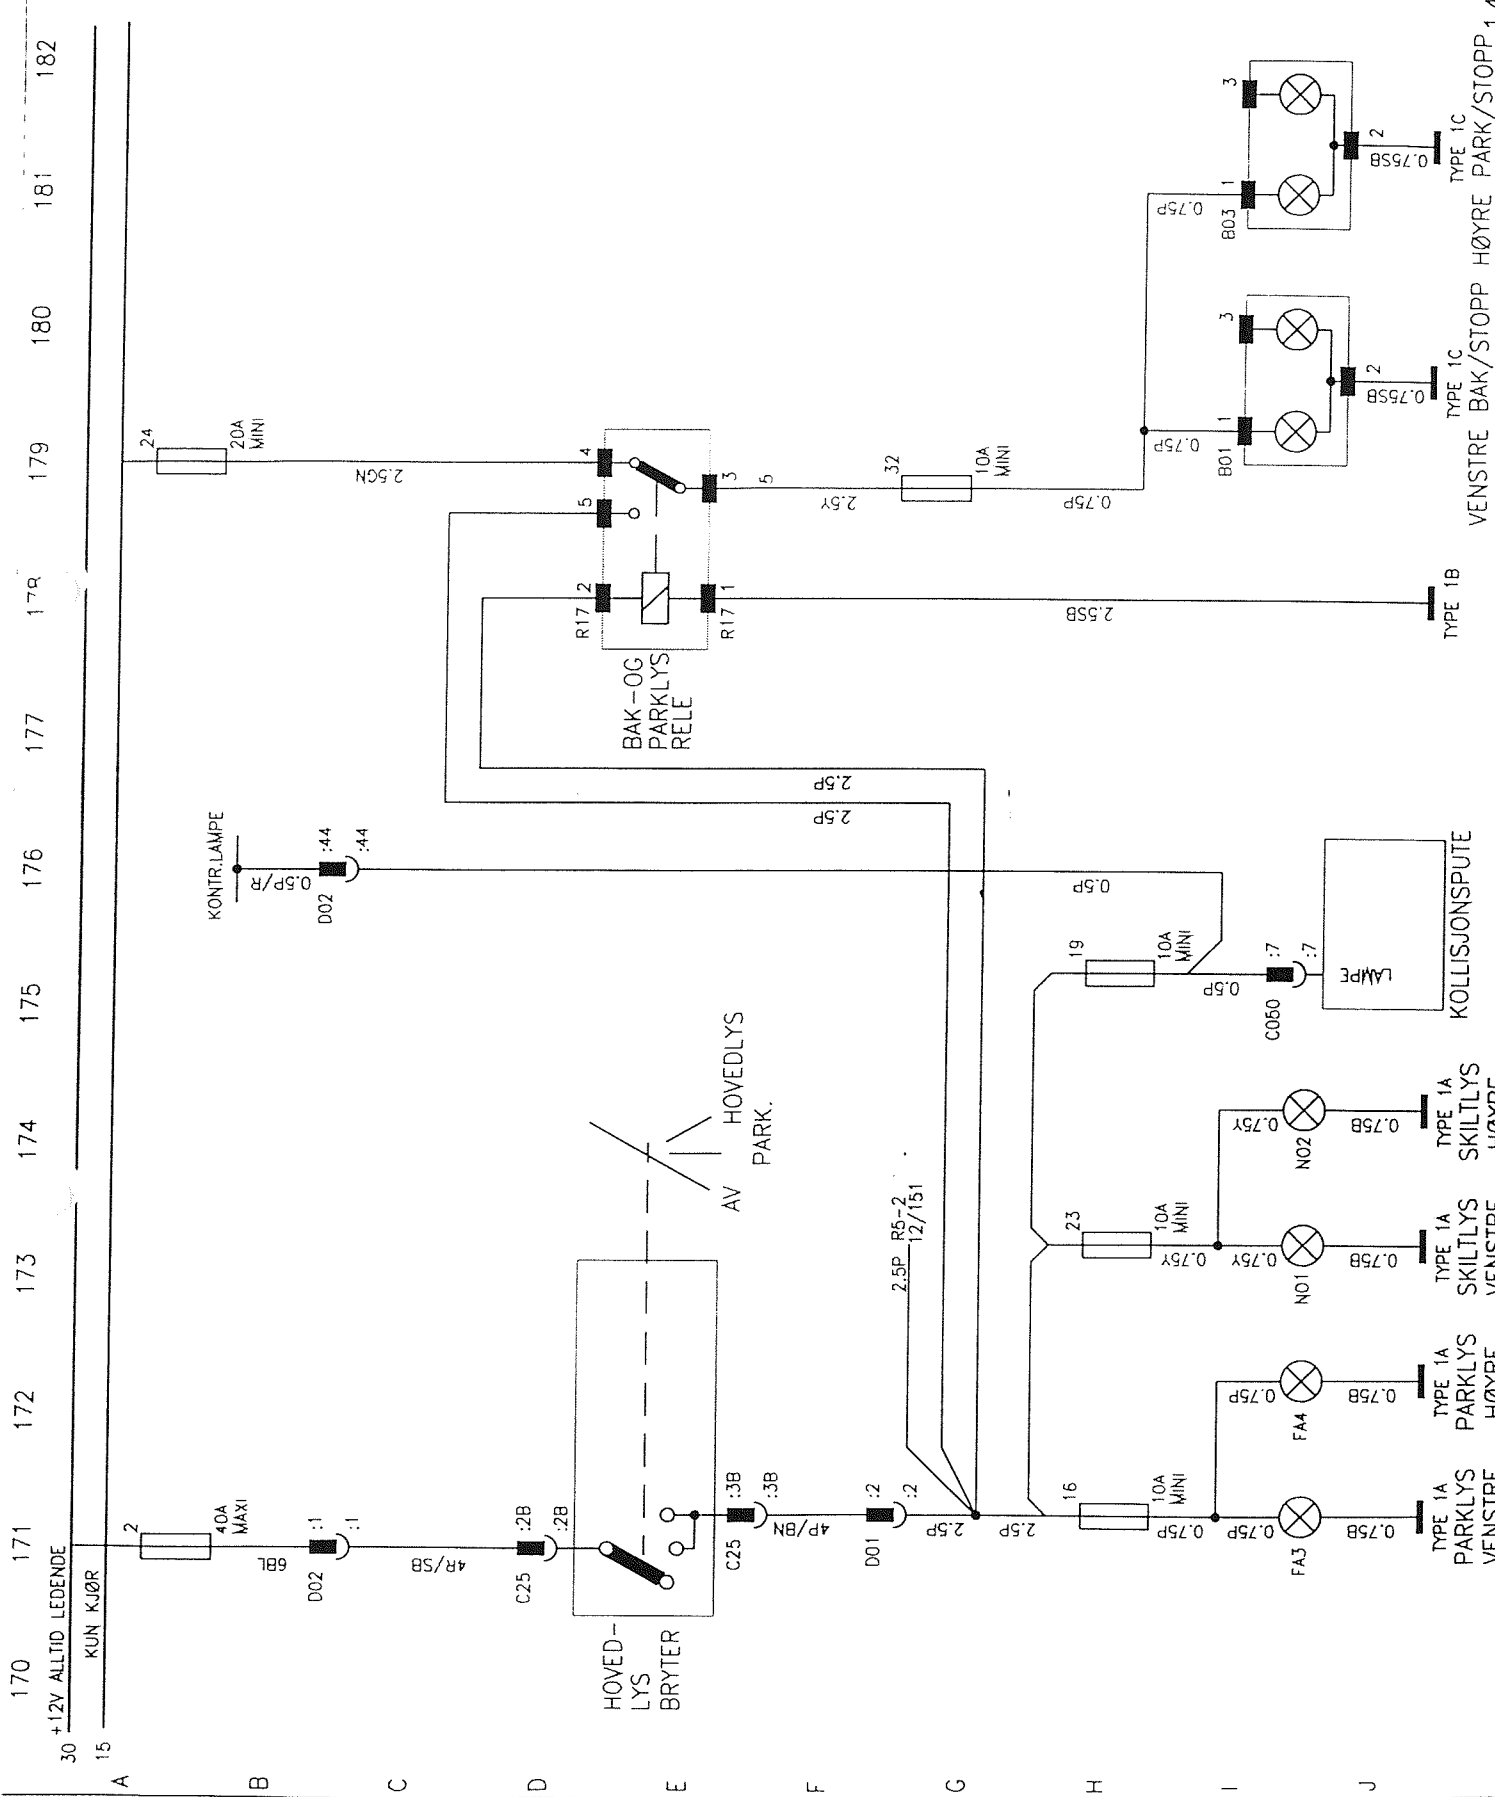 170 171 172 173 174 175 176 177 178 179 180 181 182
30 +12V ALLTID LEDENDE
15 KUN KJØR
A
B
C
D
E
F
G
H
I
J
2
40A
MAXI
6BL
D02 :1
:1
4R/SB
C25 :2B
:2B
HOVED-
LYS
BRYTER
AV
PARK.
HOVEDLYS
C25 :3B
:3B
4P/BN
D01 :2
:2
2.5P
2.5P
2.5P R5-2
12/151
16
10A
MINI
0.75P
0.75P
0.75P
FA3
FA4
0.75B
0.75B
TYPE 1A
PARKLYS
VENSTRE
TYPE 1A
PARKLYS
HØYRE
23
10A
MINI
0.75Y
0.75Y
0.75Y
N01
N02
0.75B
0.75B
TYPE 1A
SKILTLYS
VENSTRE
TYPE 1A
SKILTLYS
HØYRE
19
10A
MINI
0.5P
C050 :7
:7
LAMPE
KOLLISJONSPUTE
KONTR.LAMPE
0.5P/R
D02 :44
:44
0.5P
2.5P
2.5P
24
20A
MINI
2.5GN
R17 2 5 4
BAK-OG
PARKLYS
RELE
R17 1 3
5
2.5Y
2.5SB
TYPE 1B
32
10A
MINI
0.75P
0.75P
0.75P
B01 1 3
2
0.75SB
TYPE 1C
VENSTRE BAK/STOPP
B03 1 3
2
0.75SB
TYPE 1C
HØYRE PARK/STOPP